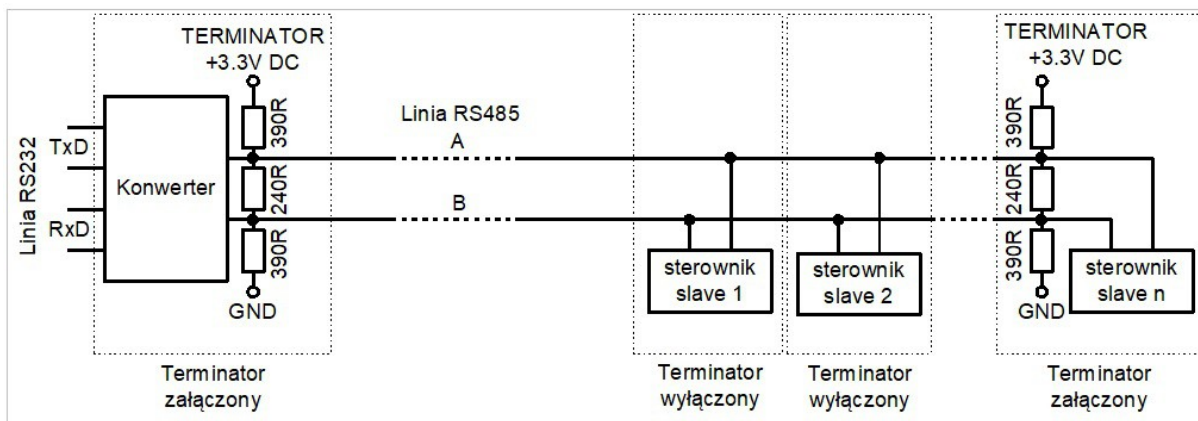 TERMINATOR
+3.3V DC
390R
240R
390R
GND
Linia RS232
TxD
RxD
Konwerter
Linia RS485
A
B
sterownik
slave 1
sterownik
slave 2
TERMINATOR
+3.3V DC
390R
240R
390R
GND
sterownik
slave n
Terminator
załączony
Terminator
wyłączony
Terminator
wyłączony
Terminator
załączony